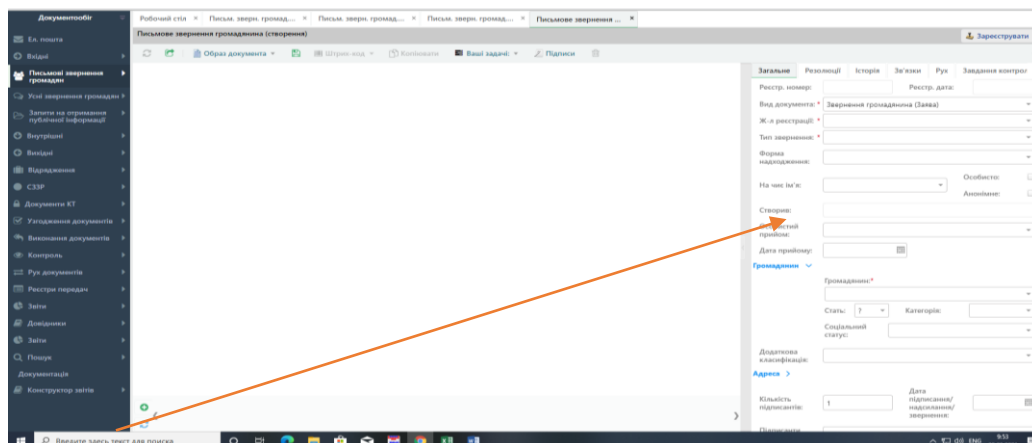 Документообіг
Робочий стіл ×
Письм. зверн. громад.... ×
Письм. зверн. громад.... ×
Письм. зверн. громад.... ×
Письмове звернення ... ×
Письмове звернення громадянина (створення)
Зареєструвати
Образ документа
Штрих-код
Копіювати
Ваші задачі:
Підписи
Ел. пошта
Вхідні
Письмові звернення
громадян
Усні звернення громадян
Запити на отримання
публічної інформації
Внутрішні
Вихідні
Відрядження
СЗЗР
Документи КТ
Узгодження документів
Виконання документів
Контроль
Рух документів
Реєстри передач
Звіти
Довідники
Звіти
Пошук
Документація
Конструктор звітів
Загальне Резолюції Історія Зв'язки Рух Завдання контрол
Реєстр. номер: Реєстр. дата:
Вид документа: * Звернення громадянина (Заява)
Ж-л реєстрації: *
Тип звернення: *
Форма
надходження:
На чиє ім'я:
Особисто:
Анонімне:
Створив:
прийом:
Дата прийому:
Громадянин
Громадянин:*
Стать: ? Категорія:
Соціальний
статус:
Додаткова
класифікація:
Адреса >
Кількість
підписантів: 1
Дата
підписання/
надсилання/
звернення:
Введите здесь текст для поиска
ENG 9:53